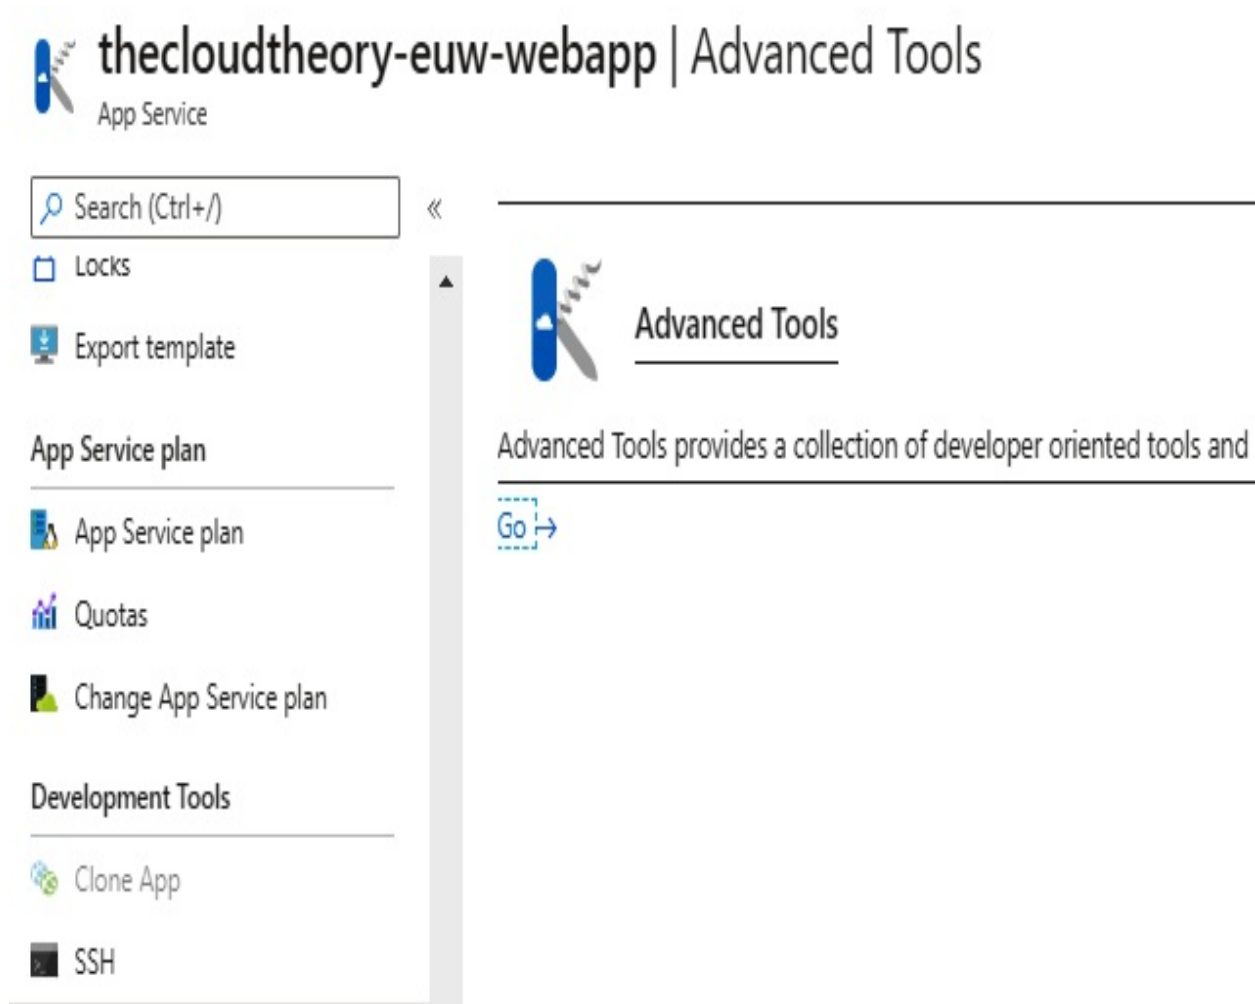 thecloudtheory-euw-webapp | Advanced Tools
App Service
Search (Ctrl+/)
«
Locks
Export template
App Service plan
App Service plan
Quotas
Change App Service plan
Development Tools
Clone App
SSH
Advanced Tools
Advanced Tools provides a collection of developer oriented tools and
Go →